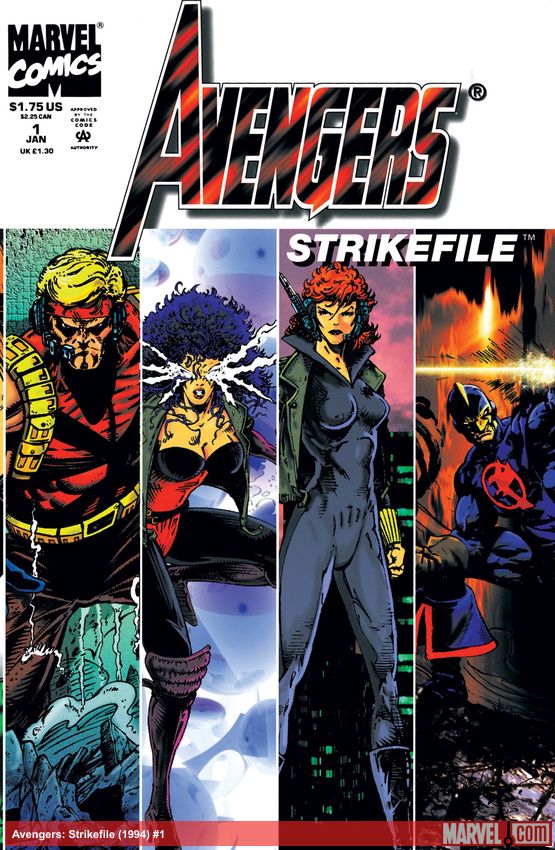 MARVEL®
COMICS
M
$1.75 US
$2.25 CAN
1
JAN
UK £1.30
APPROVED
BY THE
COMICS
CODE
CA
AUTHORITY
AVENGERS®
STRIKEFILE™
Avengers: Strikefile (1994) #1
MARVEL.com